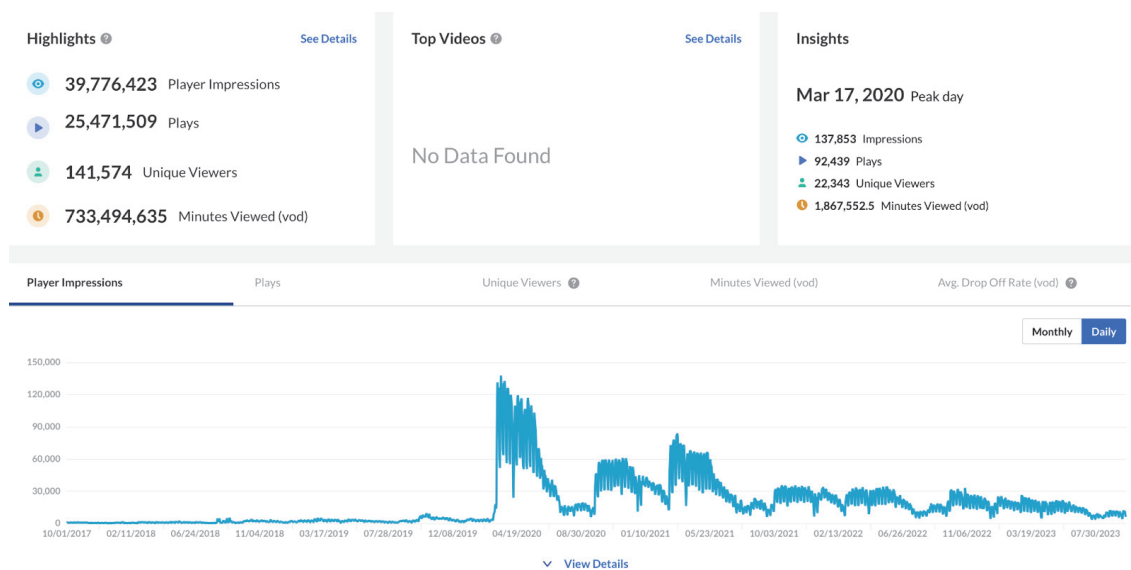 Highlights
See Details
39,776,423 Player Impressions
25,471,509 Plays
141,574 Unique Viewers
733,494,635 Minutes Viewed (vod)
Top Videos
See Details
No Data Found
Insights
Mar 17, 2020 Peak day
137,853 Impressions
92,439 Plays
22,343 Unique Viewers
1,867,552.5 Minutes Viewed (vod)
Player Impressions
Plays
Unique Viewers
Minutes Viewed (vod)
Avg. Drop Off Rate (vod)
Monthly
Daily
150,000
120,000
90,000
60,000
30,000
0
10/01/2017 02/11/2018 06/24/2018 11/04/2018 03/17/2019 07/28/2019 12/08/2019 04/19/2020 08/30/2020 01/10/2021 05/23/2021 10/03/2021 02/13/2022 06/26/2022 11/06/2022 03/19/2023 07/30/2023
View Details